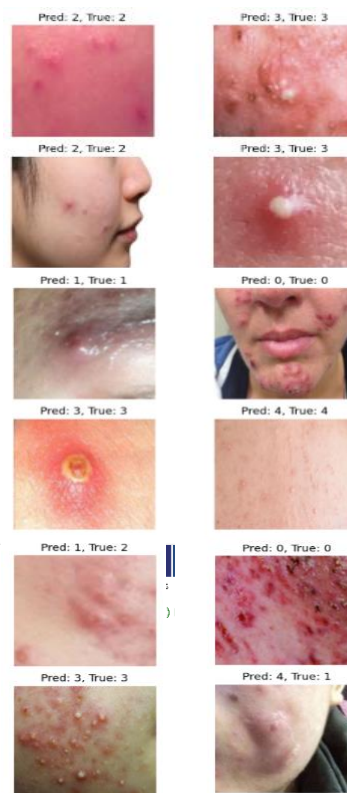 Pred: 2, True: 2
Pred: 3, True: 3
Pred: 2, True: 2
Pred: 3, True: 3
Pred: 1, True: 1
Pred: 0, True: 0
Pred: 3, True: 3
Pred: 4, True: 4
Pred: 1, True: 2
Pred: 0, True: 0
s
)
Pred: 3, True: 3
Pred: 4, True: 1